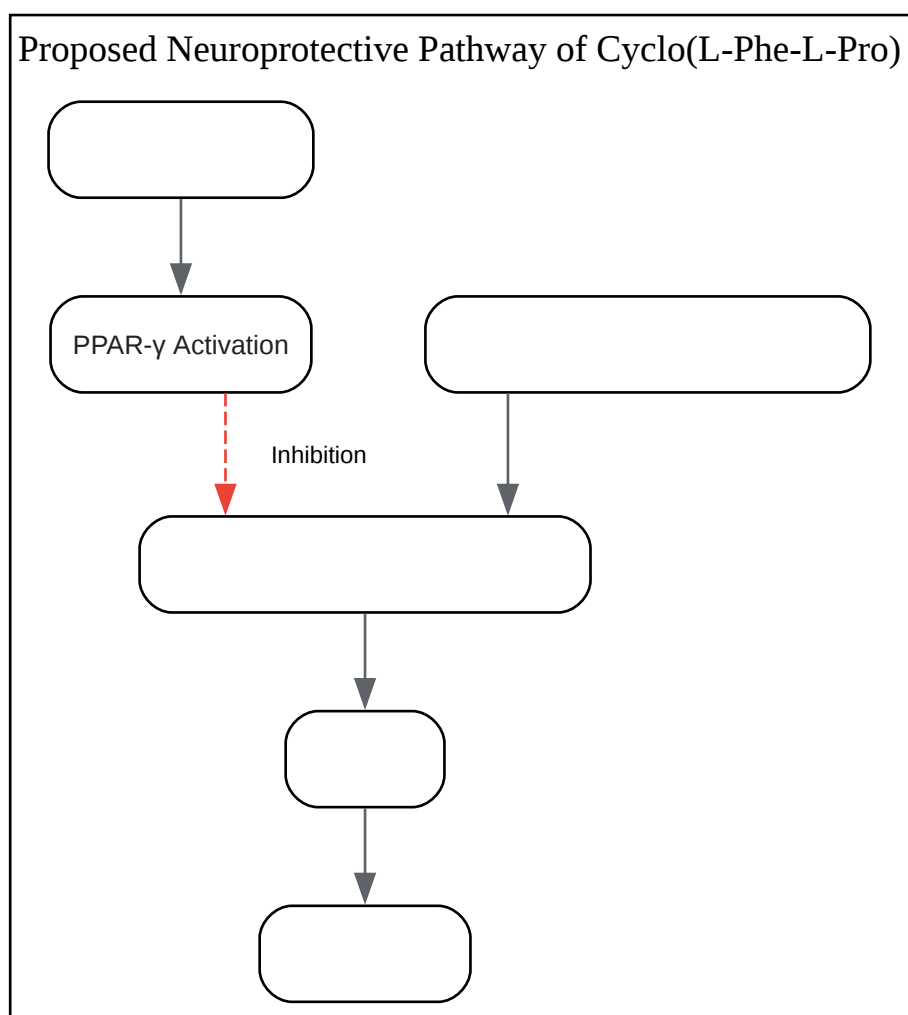 Proposed Neuroprotective Pathway of Cyclo(L-Phe-L-Pro)
PPAR-γ Activation
Inhibition